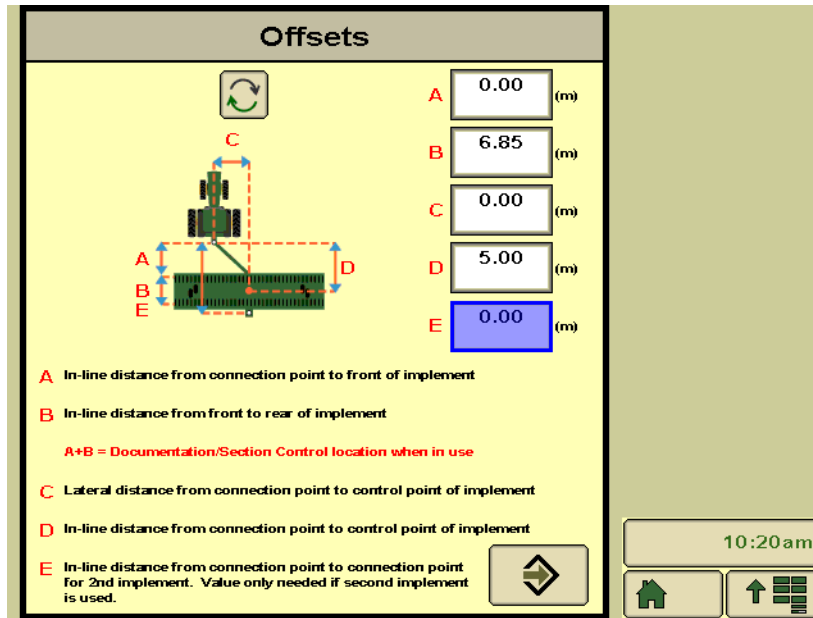 Offsets
A 0.00 (m)
C
B 6.85 (m)
C 0.00 (m)
A
D
D 5.00 (m)
B
E
E 0.00 (m)
A In-line distance from connection point to front of implement
B In-line distance from front to rear of implement
A+B = Documentation/Section Control location when in use
C Lateral distance from connection point to control point of implement
D In-line distance from connection point to control point of implement
E In-line distance from connection point to connection point
for 2nd implement. Value only needed if second implement
is used.
10:20am